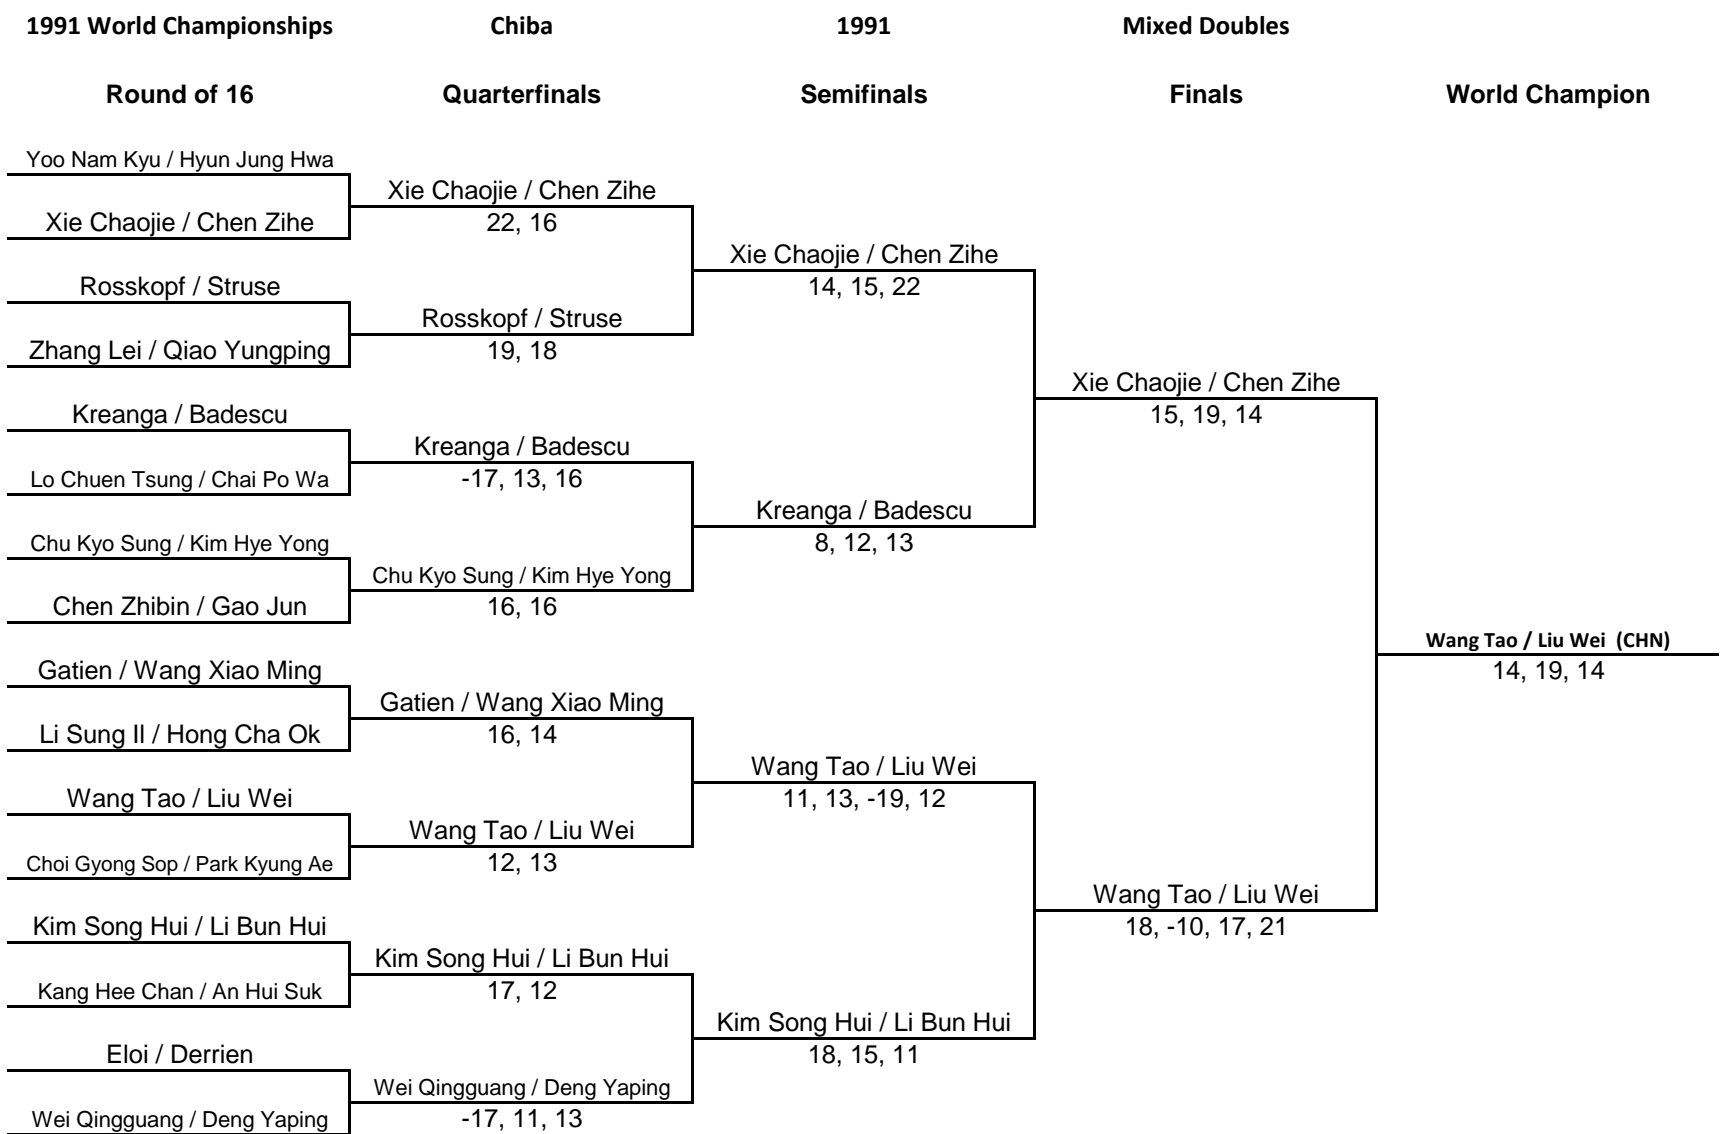 1991 World Championships Chiba 1991 Mixed Doubles
Round of 16 Quarterfinals Semifinals Finals World Champion
Yoo Nam Kyu / Hyun Jung Hwa
Xie Chaojie / Chen Zihe
Xie Chaojie / Chen Zihe
22, 16
Xie Chaojie / Chen Zihe
14, 15, 22
Rosskopf / Struse
Rosskopf / Struse
Zhang Lei / Qiao Yungping
19, 18
Xie Chaojie / Chen Zihe
15, 19, 14
Kreanga / Badescu
Kreanga / Badescu
Lo Chuen Tsung / Chai Po Wa
-17, 13, 16
Kreanga / Badescu
8, 12, 13
Chu Kyo Sung / Kim Hye Yong
Chu Kyo Sung / Kim Hye Yong
Chen Zhibin / Gao Jun
16, 16
Wang Tao / Liu Wei (CHN)
14, 19, 14
Gatien / Wang Xiao Ming
Gatien / Wang Xiao Ming
Li Sung Il / Hong Cha Ok
16, 14
Wang Tao / Liu Wei
11, 13, -19, 12
Wang Tao / Liu Wei
Wang Tao / Liu Wei
Choi Gyong Sop / Park Kyung Ae
12, 13
Wang Tao / Liu Wei
18, -10, 17, 21
Kim Song Hui / Li Bun Hui
Kim Song Hui / Li Bun Hui
Kang Hee Chan / An Hui Suk
17, 12
Kim Song Hui / Li Bun Hui
18, 15, 11
Eloi / Derrien
Wei Qingguang / Deng Yaping
Wei Qingguang / Deng Yaping
-17, 11, 13